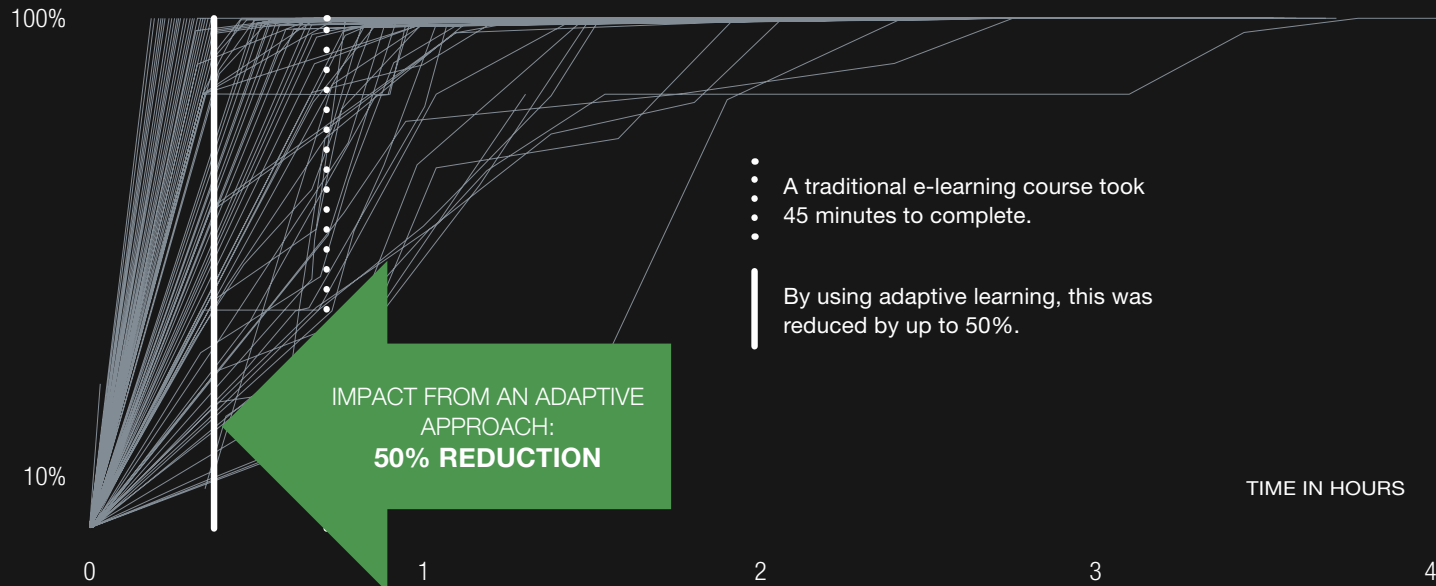 100%
A traditional e-learning course took
45 minutes to complete.
By using adaptive learning, this was
reduced by up to 50%.
IMPACT FROM AN ADAPTIVE
APPROACH:
50% REDUCTION
10%
TIME IN HOURS
0 1 2 3 4